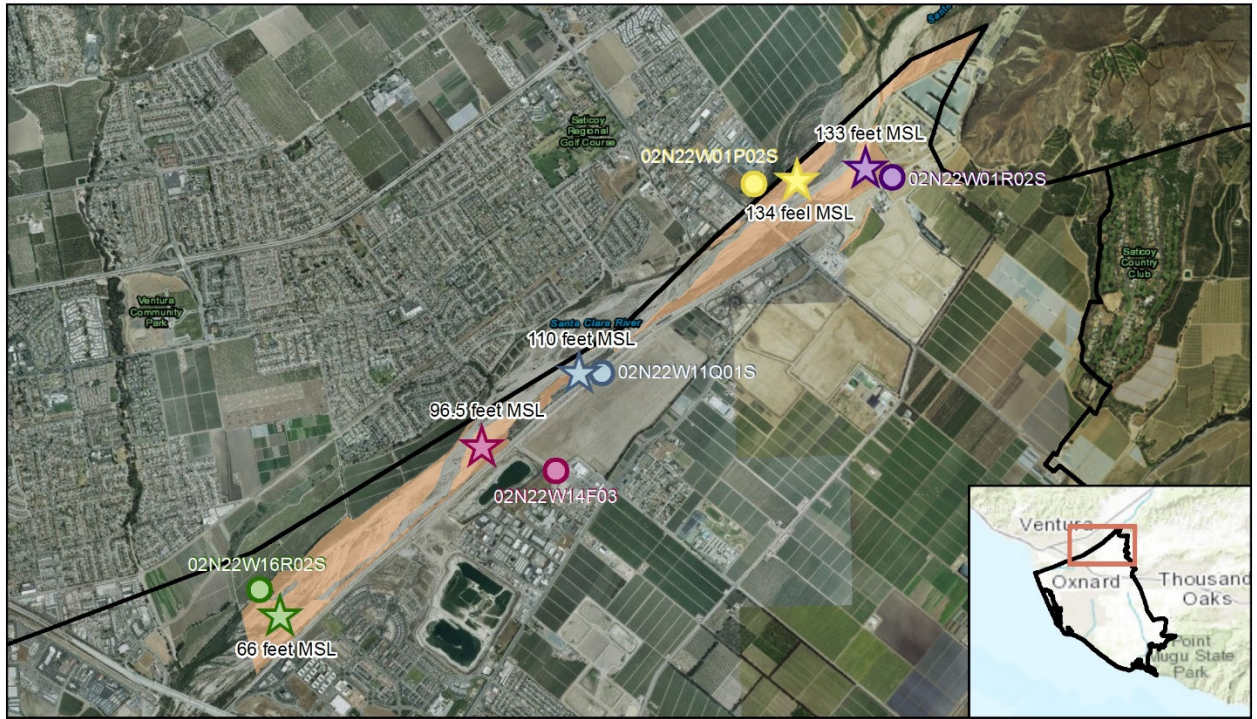 Santa
Saticoy
Regional
Golf Course
133 feet MSL
02N22W01P02S
02N22W01R02S
134 feel MSL
Saticoy
Country
Club
Ventura
Community
Park
Santa Clara River
110 feet MSL
02N22W11Q01S
96.5 feet MSL
02N22W14F03
02N22W16R02S
66 feet MSL
Ventura
Oxnard
Thousand
Oaks
Point
Mugu State
Park